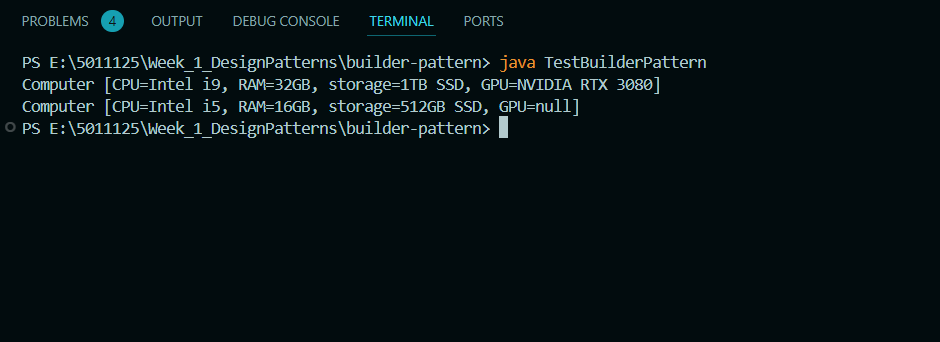 PROBLEMS 4 OUTPUT DEBUG CONSOLE TERMINAL PORTS
PS E:\5011125\Week_1_DesignPatterns\builder-pattern> java TestBuilderPattern
Computer [CPU=Intel i9, RAM=32GB, storage=1TB SSD, GPU=NVIDIA RTX 3080]
Computer [CPU=Intel i5, RAM=16GB, storage=512GB SSD, GPU=null]
PS E:\5011125\Week_1_DesignPatterns\builder-pattern>